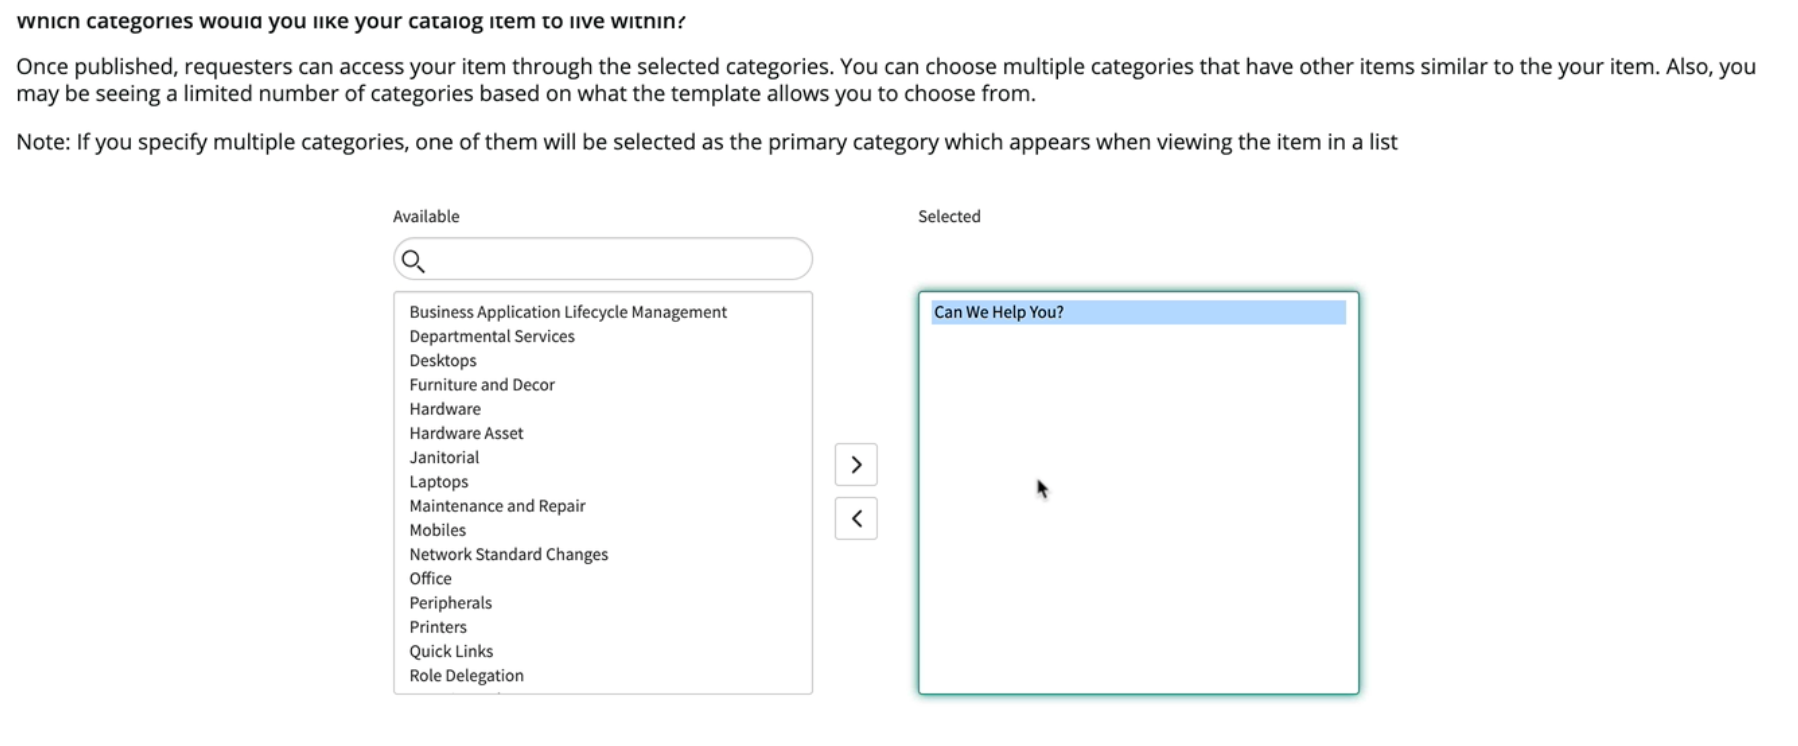 Which categories would you like your catalog item to live within?
Once published, requesters can access your item through the selected categories. You can choose multiple categories that have other items similar to the your item. Also, you
may be seeing a limited number of categories based on what the template allows you to choose from.
Note: If you specify multiple categories, one of them will be selected as the primary category which appears when viewing the item in a list
Available
Selected
Business Application Lifecycle Management
Departmental Services
Desktops
Furniture and Decor
Hardware
Hardware Asset
Janitorial
Laptops
Maintenance and Repair
Mobiles
Network Standard Changes
Office
Peripherals
Printers
Quick Links
Role Delegation
Can We Help You?